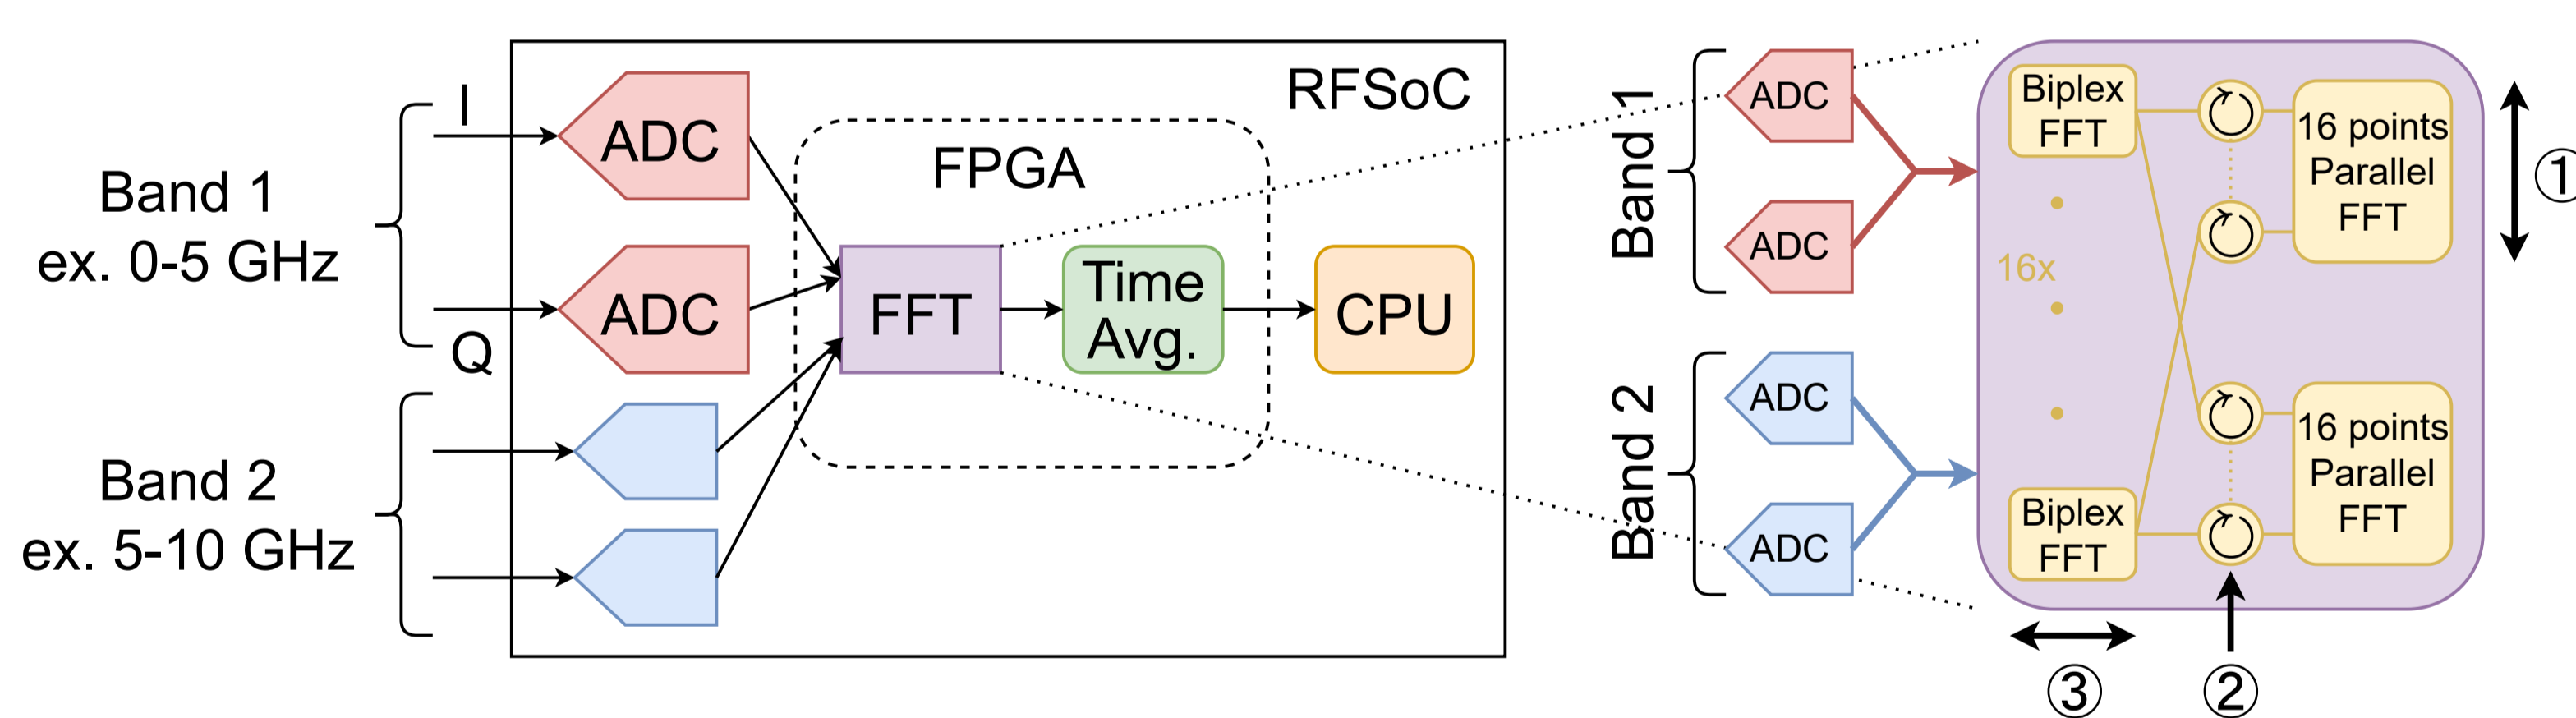 Band 1
ex. 0-5 GHz
I
Q
Band 2
ex. 5-10 GHz
RFSoC
ADC
ADC
FPGA
FFT
Time
Avg.
CPU
Band 1
ADC
ADC
Band 2
ADC
ADC
Biplex
FFT
16x
Biplex
FFT
16 points
Parallel
FFT
16 points
Parallel
FFT
①
③
②